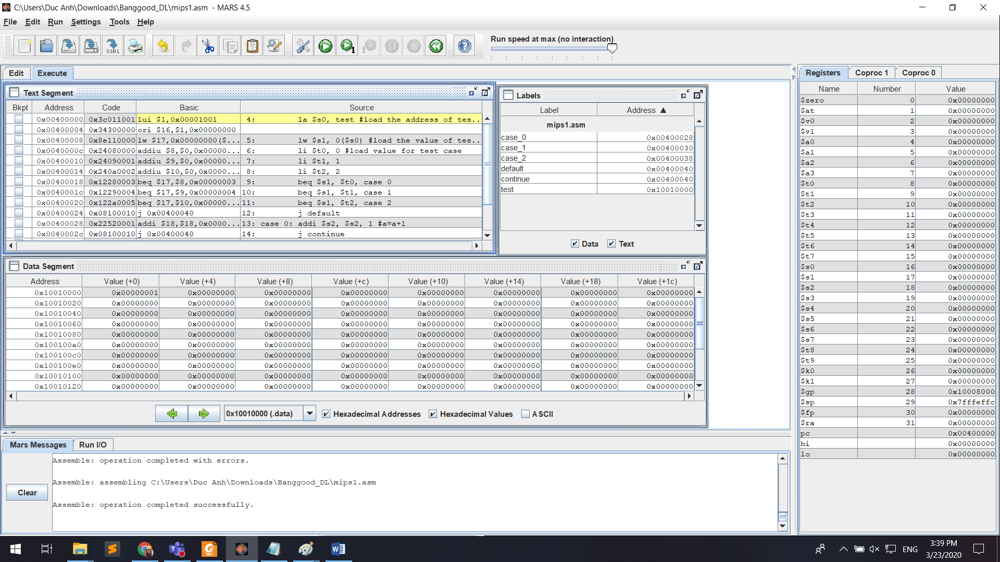 C:\Users\Duc Anh\Downloads\Banggood_DL\mips1.asm - MARS 4.5
File Edit Run Settings Tools Help
Run speed at max (no interaction)
Edit Execute
Text Segment
Bkpt Address Code Basic Source
0x00400000 0x3c011001 lui $1,0x00001001 4: la $s0, test #load the address of tes..
0x00400004 0x34300000 ori $16,$1,0x00000000
0x00400008 0x8e110000 lw $17,0x00000000($... 5: lw $s1, 0($s0) #load the value of tes..
0x0040000c 0x24080000 addiu $8,$0,0x00000... 6: li $t0, 0 #load value for test case
0x00400010 0x24090001 addiu $9,$0,0x00000... 7: li $t1, 1
0x00400014 0x240a0002 addiu $10,$0,0x0000... 8: li $t2, 2
0x00400018 0x12280003 beq $17,$8,0x00000003 9: beq $s1, $t0, case 0
0x0040001c 0x12290004 beq $17,$9,0x00000004 10: beq $s1, $t1, case 1
0x00400020 0x122a0005 beq $17,$10,0x00000... 11: beq $s1, $t2, case 2
0x00400024 0x08100010 j 0x00400040 12: j default
0x00400028 0x22520001 addi $18,$18,0x0000... 13: case 0: addi $s2, $s2, 1 #a=a+1
0x0040002c 0x08100010 j 0x00400040 14: j continue
Labels
Label Address ▲
mips1.asm
case_0 0x00400028
case_1 0x00400030
case_2 0x00400038
default 0x00400040
continue 0x00400040
test 0x10010000
Data Text
Data Segment
Address Value (+0) Value (+4) Value (+8) Value (+c) Value (+10) Value (+14) Value (+18) Value (+1c)
0x10010000 0x00000001 0x00000000 0x00000000 0x00000000 0x00000000 0x00000000 0x00000000 0x00000000
0x10010020 0x00000000 0x00000000 0x00000000 0x00000000 0x00000000 0x00000000 0x00000000 0x00000000
0x10010040 0x00000000 0x00000000 0x00000000 0x00000000 0x00000000 0x00000000 0x00000000 0x00000000
0x10010060 0x00000000 0x00000000 0x00000000 0x00000000 0x00000000 0x00000000 0x00000000 0x00000000
0x10010080 0x00000000 0x00000000 0x00000000 0x00000000 0x00000000 0x00000000 0x00000000 0x00000000
0x100100a0 0x00000000 0x00000000 0x00000000 0x00000000 0x00000000 0x00000000 0x00000000 0x00000000
0x100100c0 0x00000000 0x00000000 0x00000000 0x00000000 0x00000000 0x00000000 0x00000000 0x00000000
0x100100e0 0x00000000 0x00000000 0x00000000 0x00000000 0x00000000 0x00000000 0x00000000 0x00000000
0x10010100 0x00000000 0x00000000 0x00000000 0x00000000 0x00000000 0x00000000 0x00000000 0x00000000
0x10010120 0x00000000 0x00000000 0x00000000 0x00000000 0x00000000 0x00000000 0x00000000 0x00000000
0x10010000 (.data) Hexadecimal Addresses Hexadecimal Values ASCII
Mars Messages Run I/O
Assemble: operation completed with errors.
Assemble: assembling C:\Users\Duc Anh\Downloads\Banggood_DL\mips1.asm
Assemble: operation completed successfully.
Clear
Registers Coproc 1 Coproc 0
Name Number Value
$zero 0 0x00000000
$at 1 0x00000000
$v0 2 0x00000000
$v1 3 0x00000000
$a0 4 0x00000000
$a1 5 0x00000000
$a2 6 0x00000000
$a3 7 0x00000000
$t0 8 0x00000000
$t1 9 0x00000000
$t2 10 0x00000000
$t3 11 0x00000000
$t4 12 0x00000000
$t5 13 0x00000000
$t6 14 0x00000000
$t7 15 0x00000000
$s0 16 0x00000000
$s1 17 0x00000000
$s2 18 0x00000000
$s3 19 0x00000000
$s4 20 0x00000000
$s5 21 0x00000000
$s6 22 0x00000000
$s7 23 0x00000000
$t8 24 0x00000000
$t9 25 0x00000000
$k0 26 0x00000000
$k1 27 0x00000000
$gp 28 0x10008000
$sp 29 0x7fffeffc
$fp 30 0x00000000
$ra 31 0x00000000
pc 0x00400000
hi 0x00000000
lo 0x00000000
ENG
3:39 PM
3/23/2020